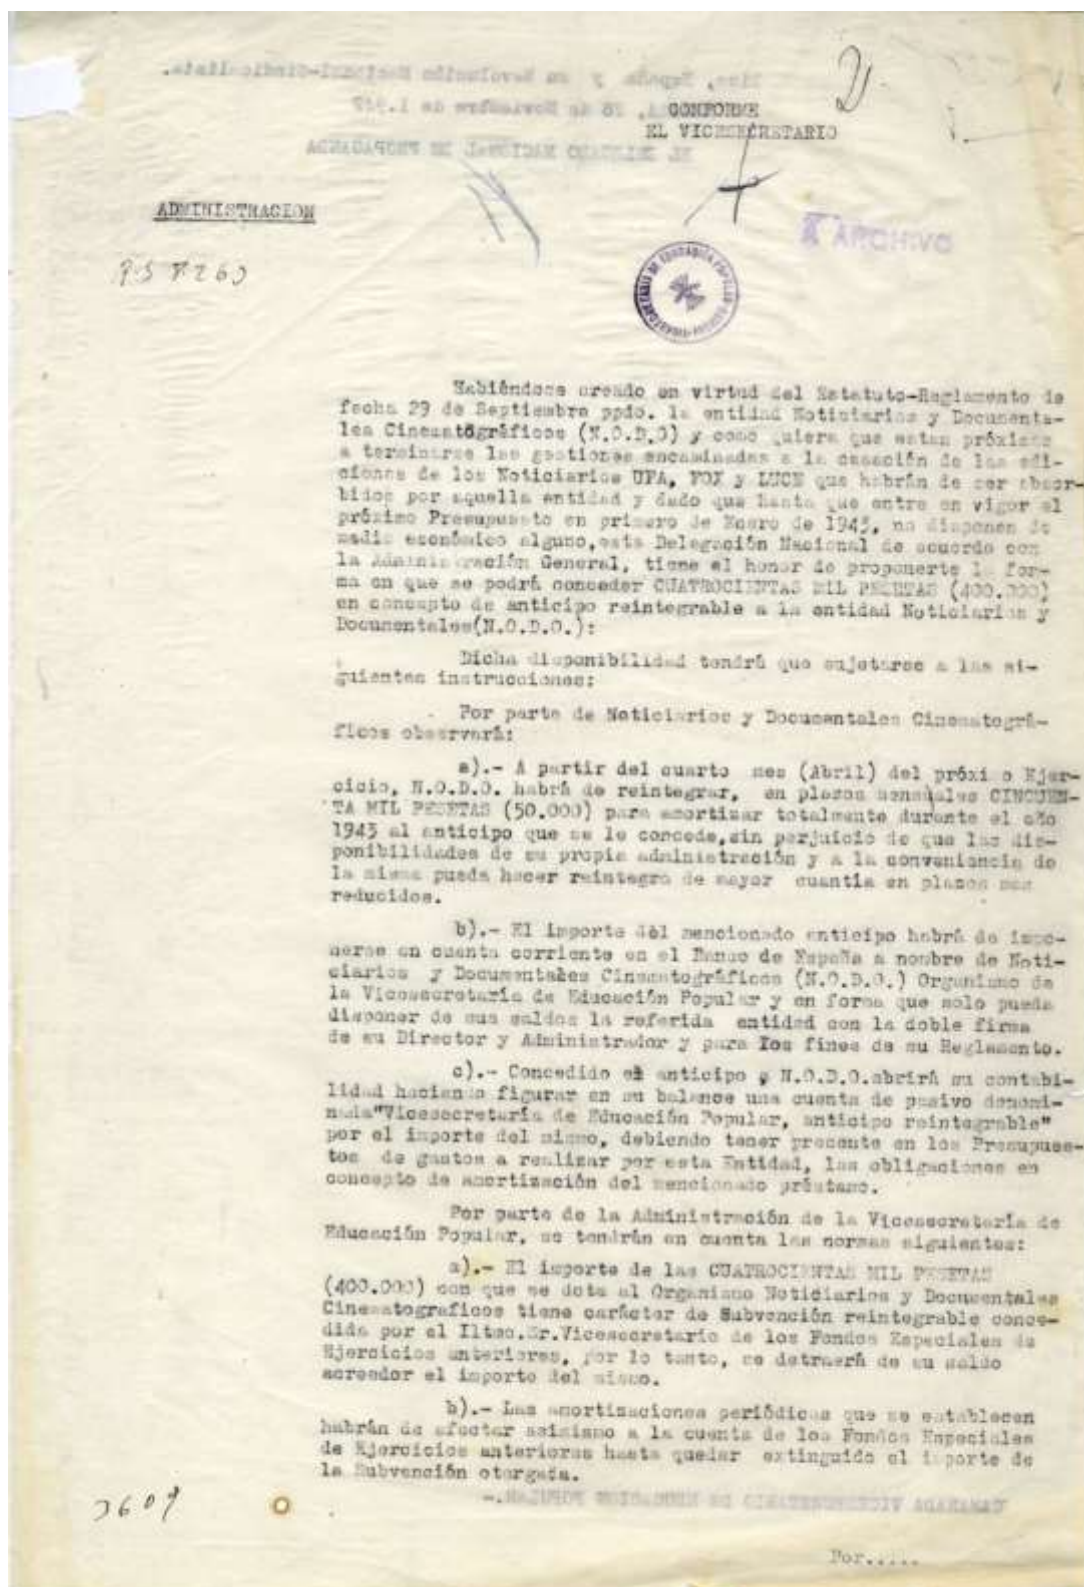 2
CONFORME
EL VICESECRETARIO
ADMINISTRACION
A ARCHIVO
Habiéndose creado en virtud del Estatuto-Reglamento de
fecha 29 de Septiembre ppdo. la entidad Noticiarios y Documenta-
les Cinematográficos (N.O.D.O) y como quiera que estan próximas
a terminarse las gestiones encaminadas a la cesación de las edi-
ciones de los Noticiarios UFA, FOX y LUCE que habrán de ser absor-
bidos por aquella entidad y dado que hasta que entre en vigor el
próximo Presupuesto en primero de Enero de 1943, no disponen de
medio económico alguno,esta Delegación Nacional de acuerdo con
la Administración General, tiene el honor de proponerte la for-
ma en que se podrá conceder CUATROCIENTAS MIL PESETAS (400.000)
en concepto de anticipo reintegrable a la entidad Noticiarios y
Documentales(N.O.D.O.):
Dicha disponibilidad tendrá que sujetarse a las si-
guientes instrucciones:
Por parte de Noticiarios y Documentales Cinematográ-
ficos observará:
a).- A partir del cuarto mes (Abril) del próxi o Ejer-
cicio, N.O.D.O. habrá de reintegrar, en plazos mensuales CINCUEN-
TA MIL PESETAS (50.000) para amortizar totalmente durante el año
1943 al anticipo que se le concede,sin perjuicio de que las dis-
ponibilidades de su propia administración y a la conveniencia de
la misma pueda hacer reintegro de mayor cuantía en plazos mas
reducidos.
b).- El importe del mencionado anticipo habrá de impo-
nerse en cuenta corriente en el Banco de España a nombre de Noti-
ciarios y Documentales Cinematográficos (N.O.D.O.) Organismo de
la Vicesecretaría de Educación Popular y en forma que solo pueda
disponer de sus saldos la referida entidad con la doble firma
de su Director y Administrador y para los fines de su Reglamento.
c).- Concedido el anticipo , N.O.D.O.abrirá su contabi-
lidad haciendo figurar en su balance una cuenta de pasivo denomi-
nada"Vicesecretaría de Educación Popular, anticipo reintegrable"
por el importe del mismo, debiendo tener presente en los Presupues-
tos de gastos a realizar por esta Entidad, las obligaciones en
concepto de amortización del mencionado préstamo.
Por parte de la Administración de la Vicesecretaría de
Educación Popular, se tendrán en cuenta las normas siguientes:
a).- El importe de las CUATROCIENTAS MIL PESETAS
(400.000) con que se dota al Organismo Noticiarios y Documentales
Cinematograficos tiene carácter de Subvención reintegrable conce-
dida por el Iltmo.Sr.Vicesecretario de los Fondos Especiales de
Ejercicios anteriores, por lo tanto, se detraerá de su saldo
acreedor el importe del mismo.
b).- Las amortizaciones periódicas que se establecen
habrán de afectar asimismo a la cuenta de los Fondos Especiales
de Ejercicios anteriores hasta quedar extinguido el importe de
la Subvención otorgada.
Por.....